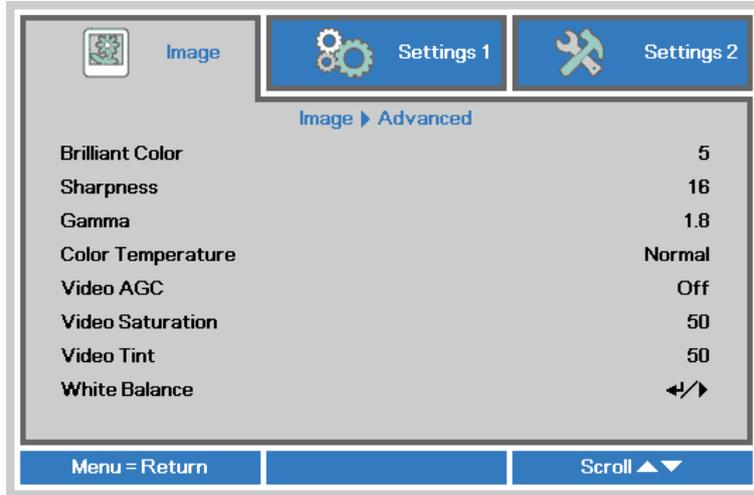 Image Settings 1 Settings 2
Image ▶ Advanced
Brilliant Color 5
Sharpness 16
Gamma 1.8
Color Temperature Normal
Video AGC Off
Video Saturation 50
Video Tint 50
White Balance ↵/▶
Menu = Return Scroll ▲▼